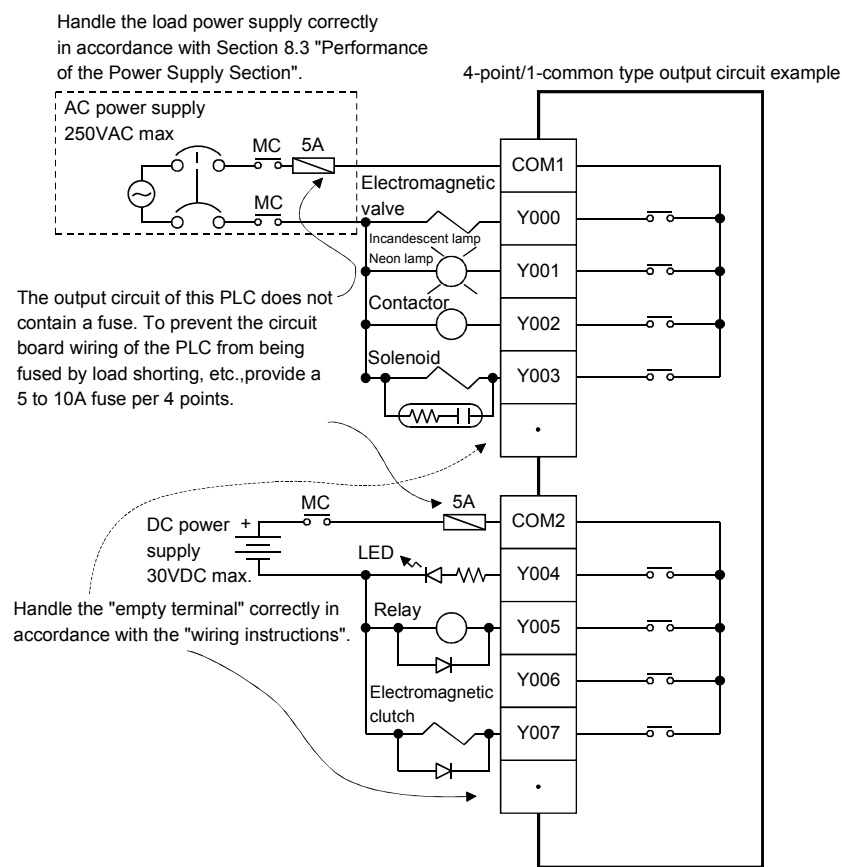 Handle the load power supply correctly
in accordance with Section 8.3 "Performance
of the Power Supply Section".
4-point/1-common type output circuit example
AC power supply
250VAC max
MC
5A
MC
COM1
Electromagnetic
valve
Y000
Incandescent lamp
Neon lamp
Y001
Contactor
Y002
Solenoid
Y003
The output circuit of this PLC does not
contain a fuse. To prevent the circuit
board wiring of the PLC from being
fused by load shorting, etc.,provide a
5 to 10A fuse per 4 points.
MC
5A
COM2
DC power
supply
30VDC max.
+
LED
Y004
Handle the "empty terminal" correctly in
accordance with the "wiring instructions".
Relay
Y005
Y006
Electromagnetic
clutch
Y007